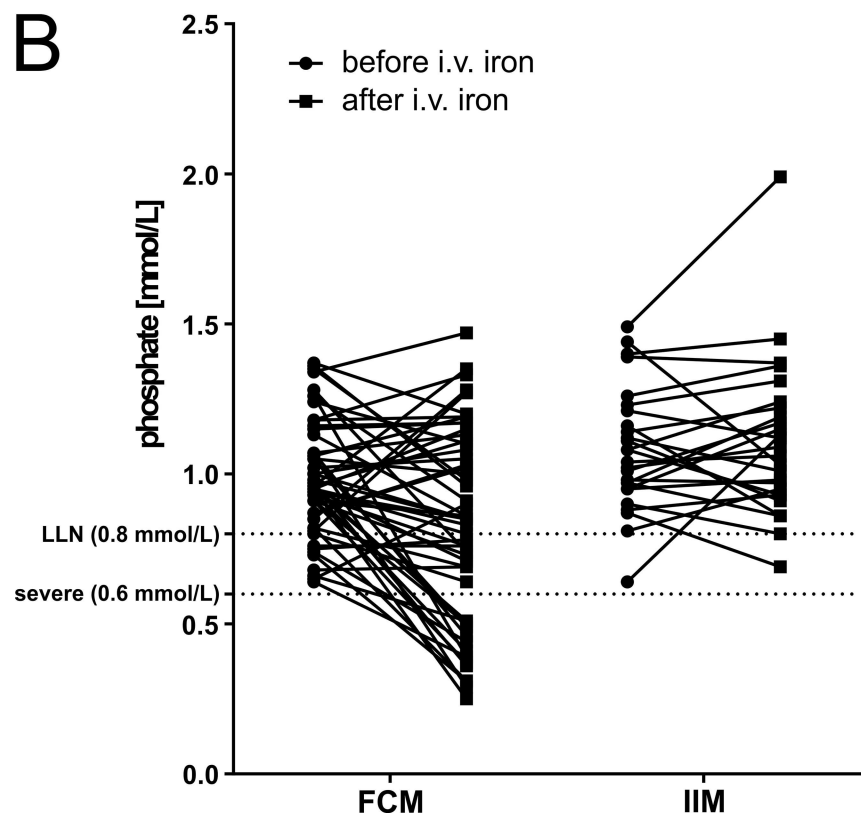 B
2.5
before i.v. iron
after i.v. iron
2.0
phosphate [mmol/L]
1.5
1.0
LLN (0.8 mmol/L)
severe (0.6 mmol/L)
0.5
0.0
FCM
IIM